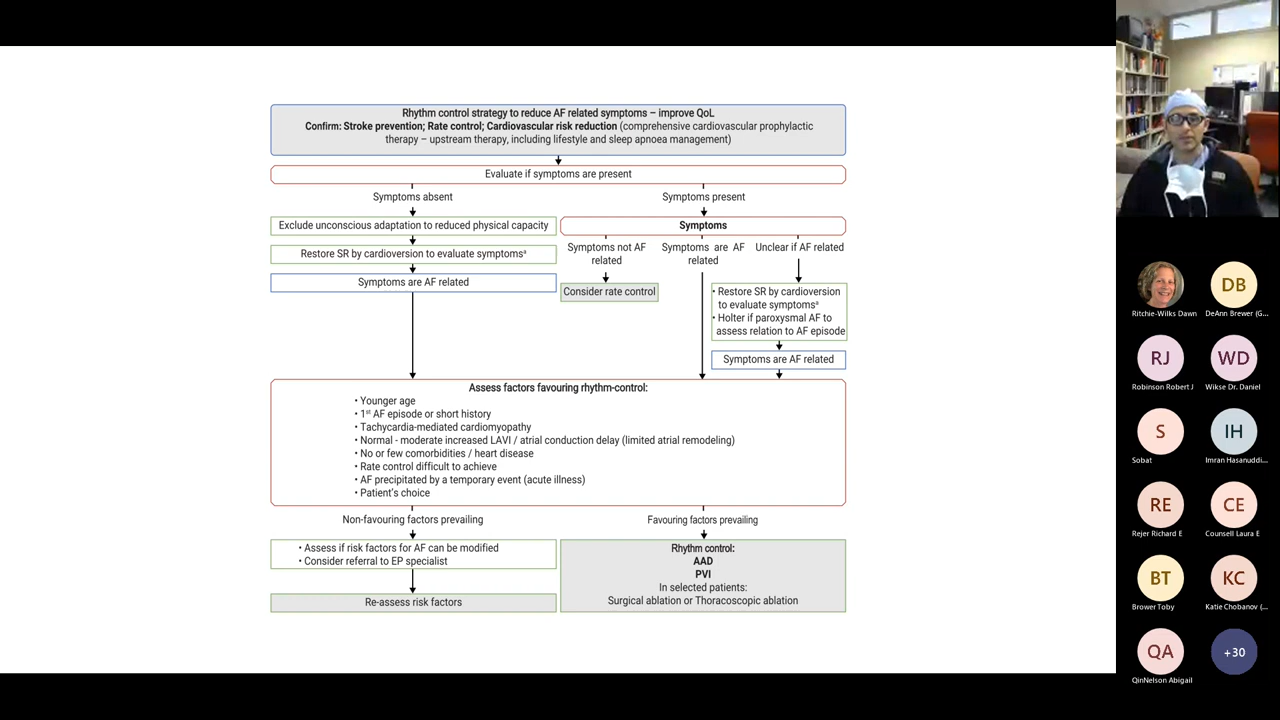 Rhythm control strategy to reduce AF related symptoms – improve QoL
Confirm: Stroke prevention; Rate control; Cardiovascular risk reduction (comprehensive cardiovascular prophylactic
therapy – upstream therapy, including lifestyle and sleep apnoea management)
Evaluate if symptoms are present
Symptoms absent
Exclude unconscious adaptation to reduced physical capacity
Restore SR by cardioversion to evaluate symptomsª
Symptoms are AF related
Symptoms present
Symptoms
Symptoms not AF
related
Consider rate control
Symptoms are AF
related
Unclear if AF related
• Restore SR by cardioversion
to evaluate symptomsª
• Holter if paroxysmal AF to
assess relation to AF episode
Symptoms are AF related
Assess factors favouring rhythm-control:
• Younger age
• 1st AF episode or short history
• Tachycardia-mediated cardiomyopathy
• Normal - moderate increased LAVI / atrial conduction delay (limited atrial remodeling)
• No or few comorbidities / heart disease
• Rate control difficult to achieve
• AF precipitated by a temporary event (acute illness)
• Patient's choice
Non-favouring factors prevailing
• Assess if risk factors for AF can be modified
• Consider referral to EP specialist
Re-assess risk factors
Favouring factors prevailing
Rhythm control:
AAD
PVI
In selected patients:
Surgical ablation or Thoracoscopic ablation
Ritchie-Wilks Dawn
DB
DeAnn Brewer (G...
RJ
Robinson Robert J
WD
Wikse Dr. Daniel
S
Sobat
IH
Imran Hasanuddi...
RE
Rejer Richard E
CE
Counsell Laura E
BT
Brower Toby
KC
Katie Chobanov (...
QA
QinNelson Abigail
+30